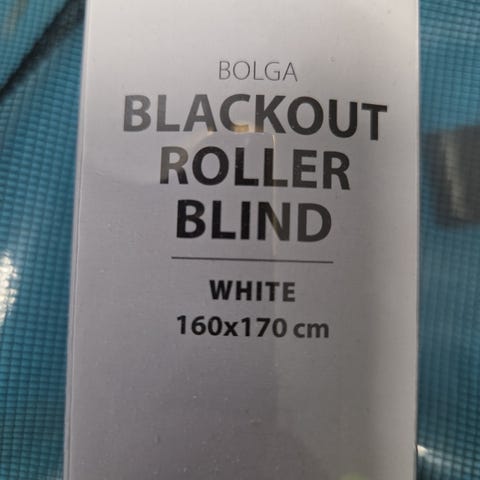 BOLGA
BLACKOUT
ROLLER
BLIND
WHITE
160x170 cm